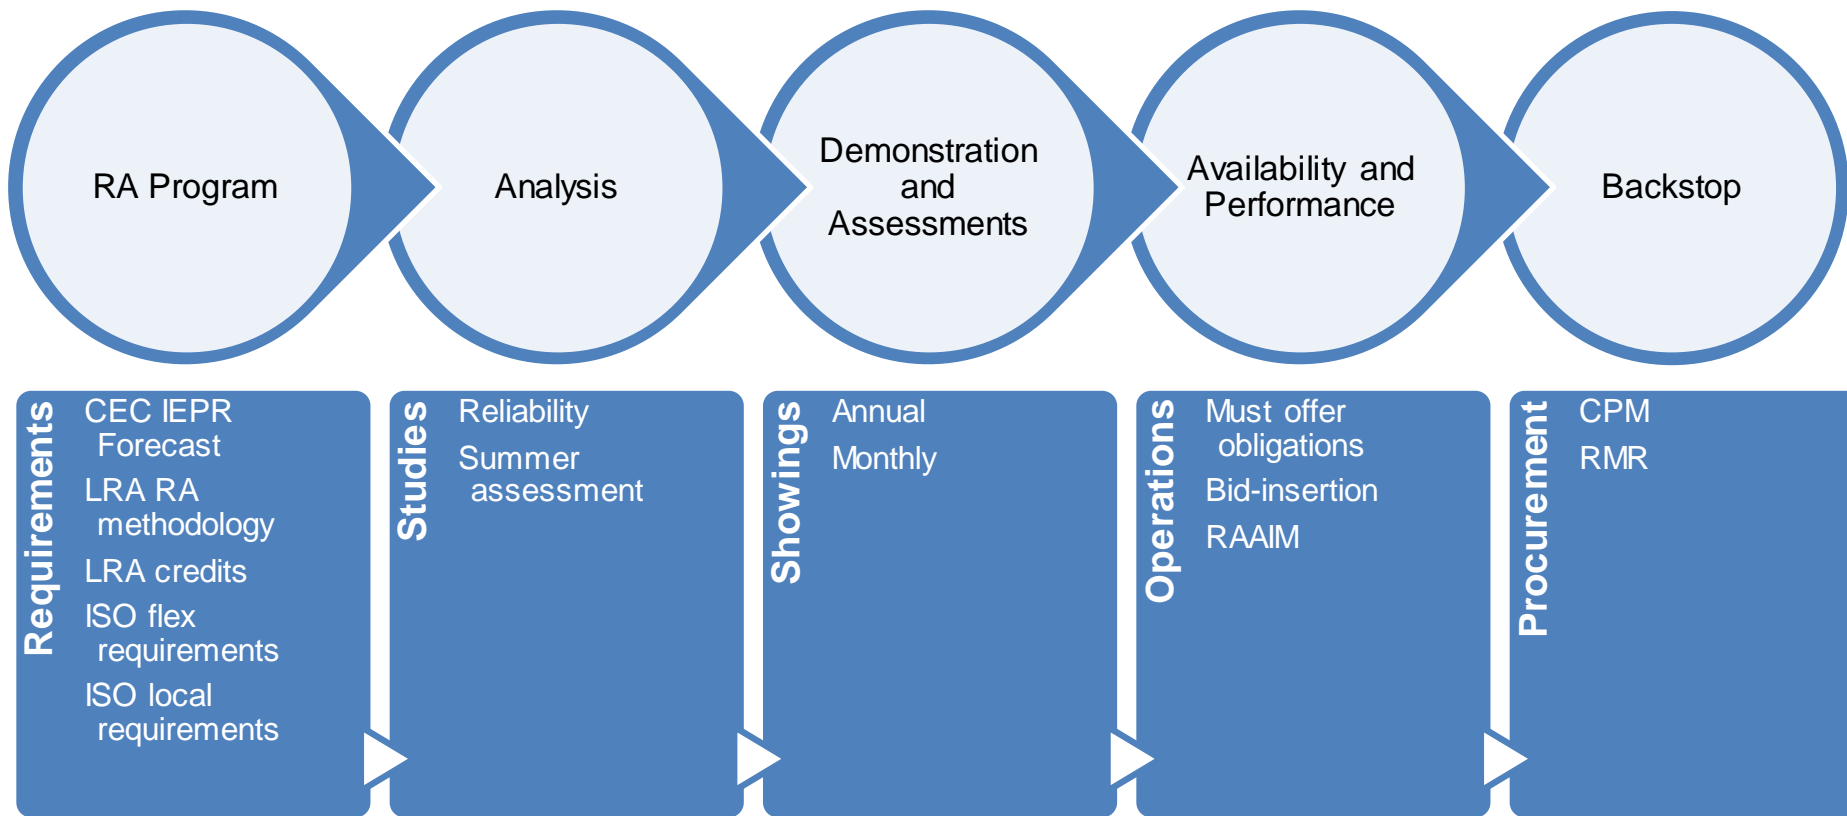 RA Program
Analysis
Demonstration
and
Assessments
Availability and
Performance
Backstop
Requirements
CEC IEPR
Forecast
LRA RA
methodology
LRA credits
ISO flex
requirements
ISO local
requirements
Studies
Reliability
Summer
assessment
Showings
Annual
Monthly
Operations
Must offer
obligations
Bid-insertion
RAAIM
Procurement
CPM
RMR